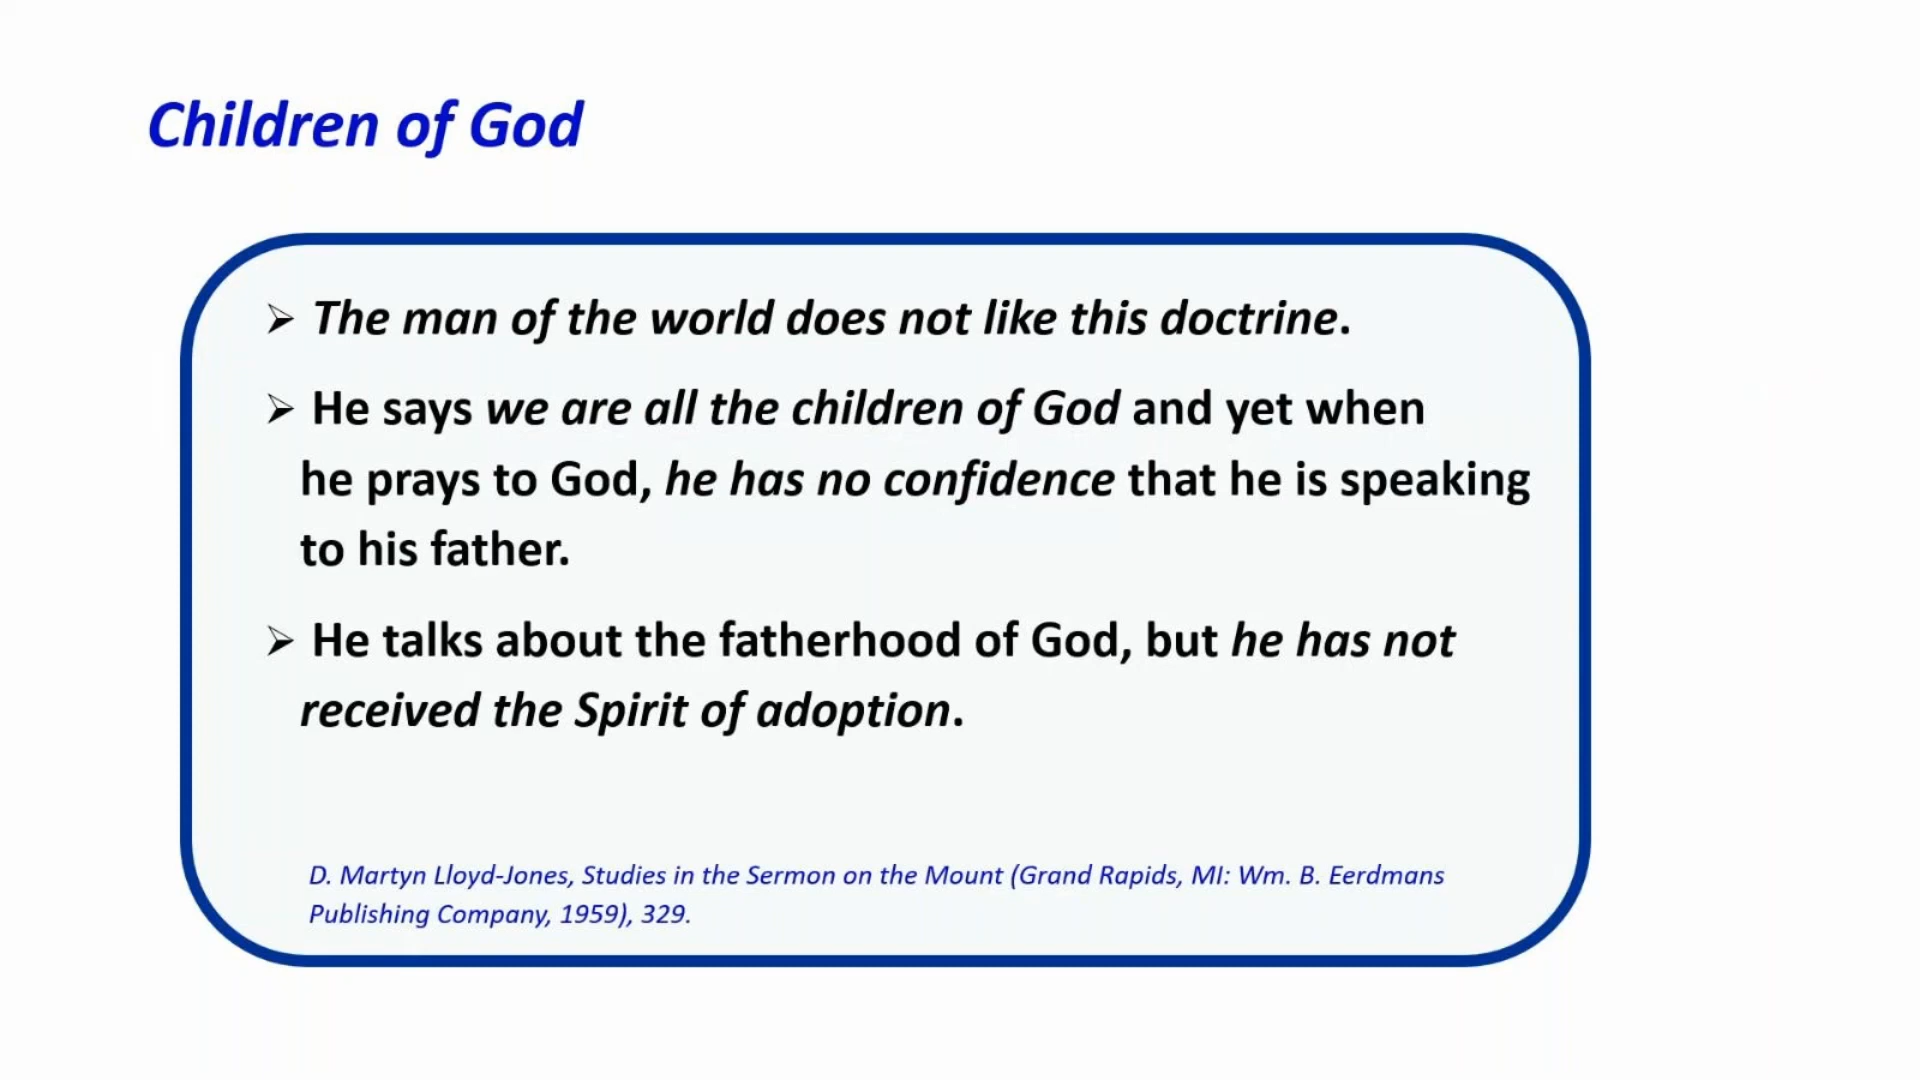 Children of God
➢ The man of the world does not like this doctrine.
➢ He says we are all the children of God and yet when
he prays to God, he has no confidence that he is speaking
to his father.
➢ He talks about the fatherhood of God, but he has not
received the Spirit of adoption.
D. Martyn Lloyd-Jones, Studies in the Sermon on the Mount (Grand Rapids, MI: Wm. B. Eerdmans
Publishing Company, 1959), 329.